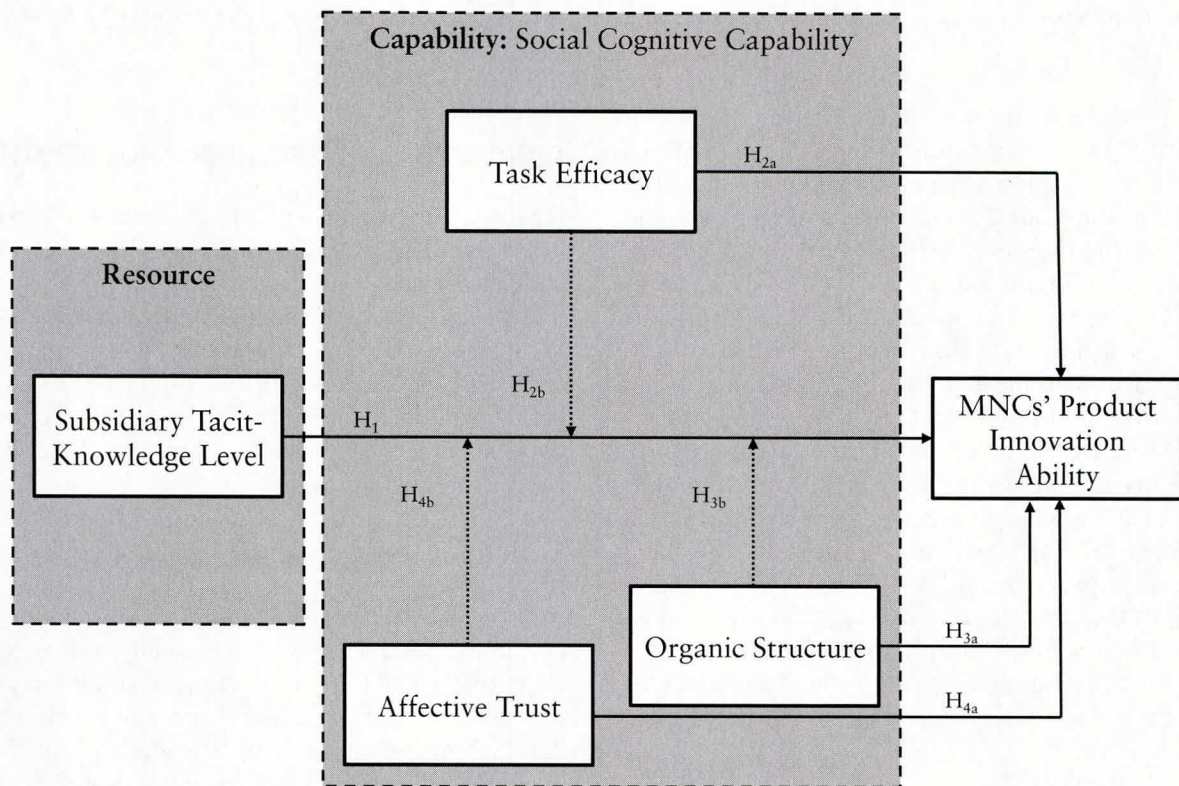 Capability: Social Cognitive Capability
Task Efficacy
H2a
Resource
H2b
Subsidiary Tacit-
Knowledge Level
H1
MNCs' Product
Innovation
Ability
H4b
H3b
Organic Structure
H3a
Affective Trust
H4a